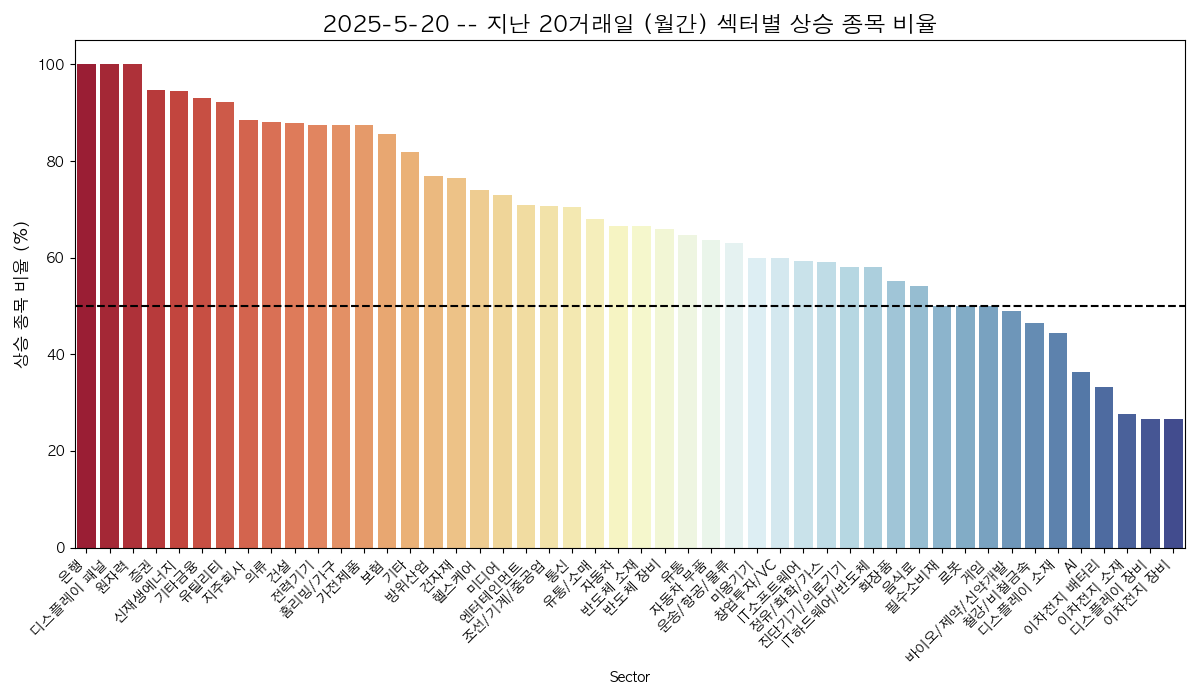 2025-5-20 -- 지난 20거래일 (월간) 섹터별 상승 종목 비율
상승 종목 비율 (%)
100
80
60
40
20
0
은행
디스플레이 패널
원자력
증권
신재생에너지
기타금융
유틸리티
지주회사
의류
건설
전력기기
홈리빙/가구
가전제품
보험
기타
방위산업
건자재
헬스케어
미디어
엔터테인먼트
조선/기계/중공업
통신
유통/소매
자동차
반도체 소재
반도체 장비
유통
자동차 부품
운송/항공/물류
미용기기
창업투자/VC
IT소프트웨어
정유/화학/가스
진단기기/의료기기
IT하드웨어/반도체
화장품
음식료
필수소비재
로봇
게임
바이오/제약/신약개발
철강/비철금속
디스플레이 소재
AI
이차전지 배터리
이차전지 소재
디스플레이 장비
이차전지 장비
Sector